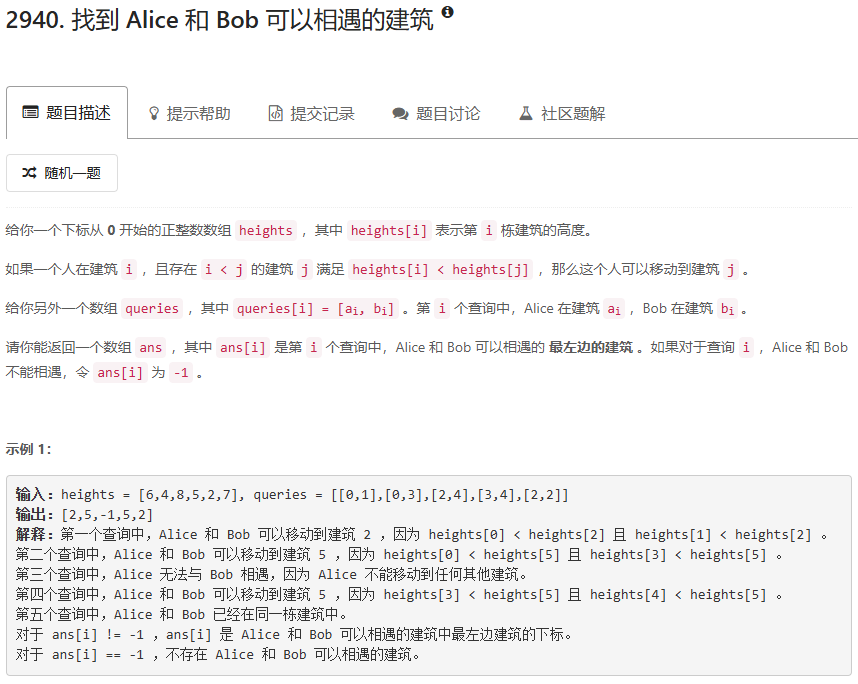 2940. 找到 Alice 和 Bob 可以相遇的建筑
题目描述 提示帮助 提交记录 题目讨论 社区题解
随机一题
给你一个下标从 0 开始的正整数数组 heights ，其中 heights[i] 表示第 i 栋建筑的高度。
如果一个人在建筑 i ，且存在 i < j 的建筑 j 满足 heights[i] < heights[j] ，那么这个人可以移动到建筑 j 。
给你另外一个数组 queries ，其中 queries[i] = [ai, bi] 。第 i 个查询中，Alice 在建筑 ai ，Bob 在建筑 bi 。
请你能返回一个数组 ans ，其中 ans[i] 是第 i 个查询中，Alice 和 Bob 可以相遇的 最左边的建筑 。如果对于查询 i ，Alice 和 Bob
不能相遇，令 ans[i] 为 -1 。
示例 1：
输入：heights = [6,4,8,5,2,7], queries = [[0,1],[0,3],[2,4],[3,4],[2,2]]
输出：[2,5,-1,5,2]
解释：第一个查询中，Alice 和 Bob 可以移动到建筑 2 ，因为 heights[0] < heights[2] 且 heights[1] < heights[2] 。
第二个查询中，Alice 和 Bob 可以移动到建筑 5 ，因为 heights[0] < heights[5] 且 heights[3] < heights[5] 。
第三个查询中，Alice 无法与 Bob 相遇，因为 Alice 不能移动到任何其他建筑。
第四个查询中，Alice 和 Bob 可以移动到建筑 5 ，因为 heights[3] < heights[5] 且 heights[4] < heights[5] 。
第五个查询中，Alice 和 Bob 已经在同一栋建筑中。
对于 ans[i] != -1 ，ans[i] 是 Alice 和 Bob 可以相遇的建筑中最左边建筑的下标。
对于 ans[i] == -1 ，不存在 Alice 和 Bob 可以相遇的建筑。